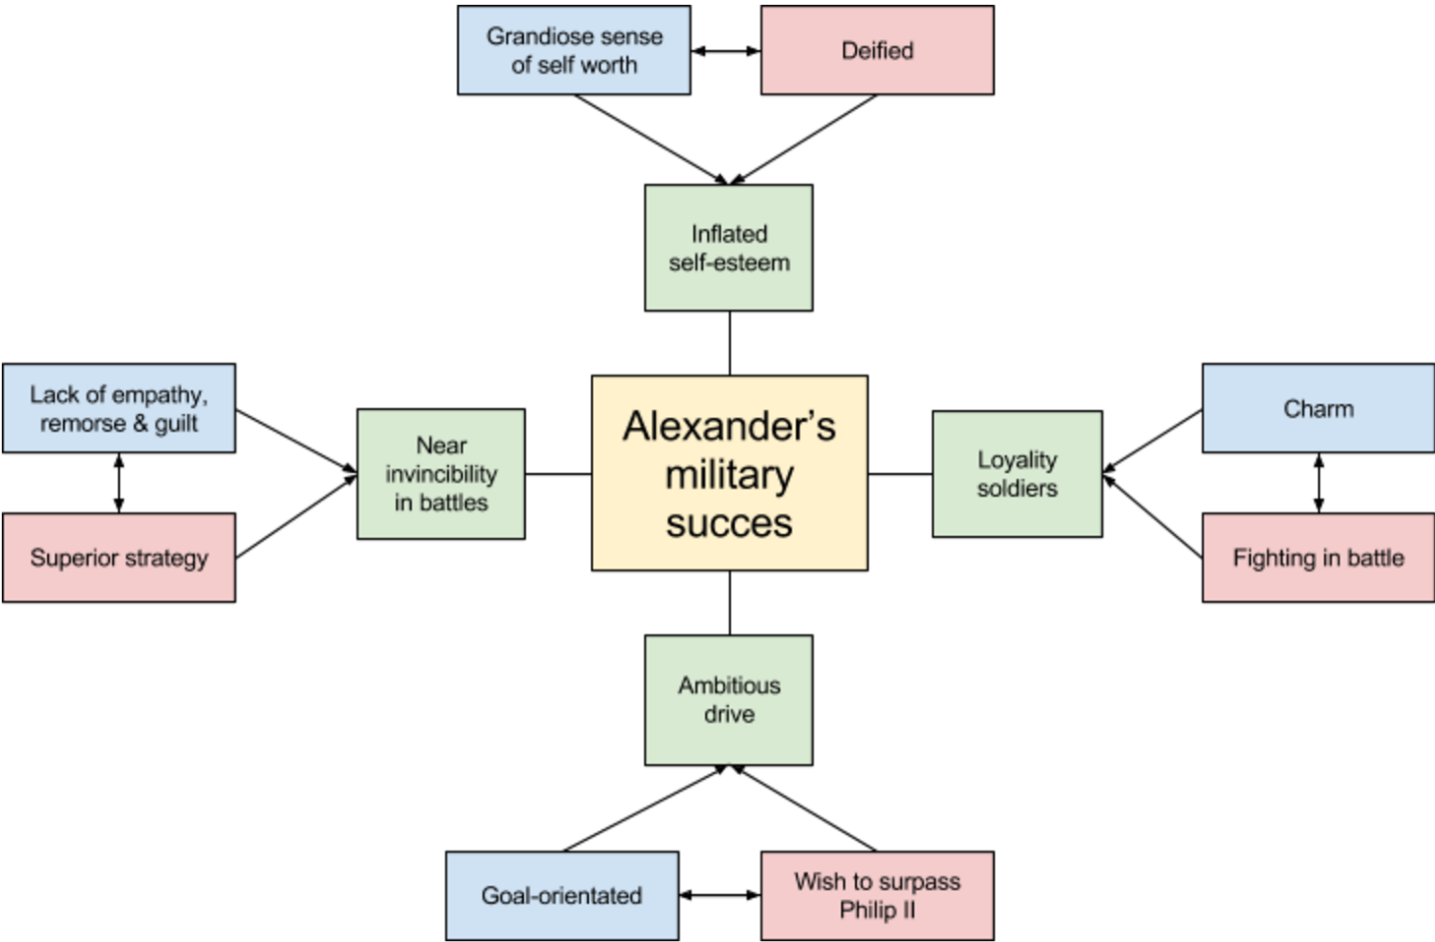 Grandiose sense
of self worth
Deified
Inflated
self-esteem
Lack of empathy,
remorse & guilt
Superior strategy
Near
invincibility
in battles
Alexander's
military
succes
Loyality
soldiers
Charm
Fighting in battle
Ambitious
drive
Goal-orientated
Wish to surpass
Philip II